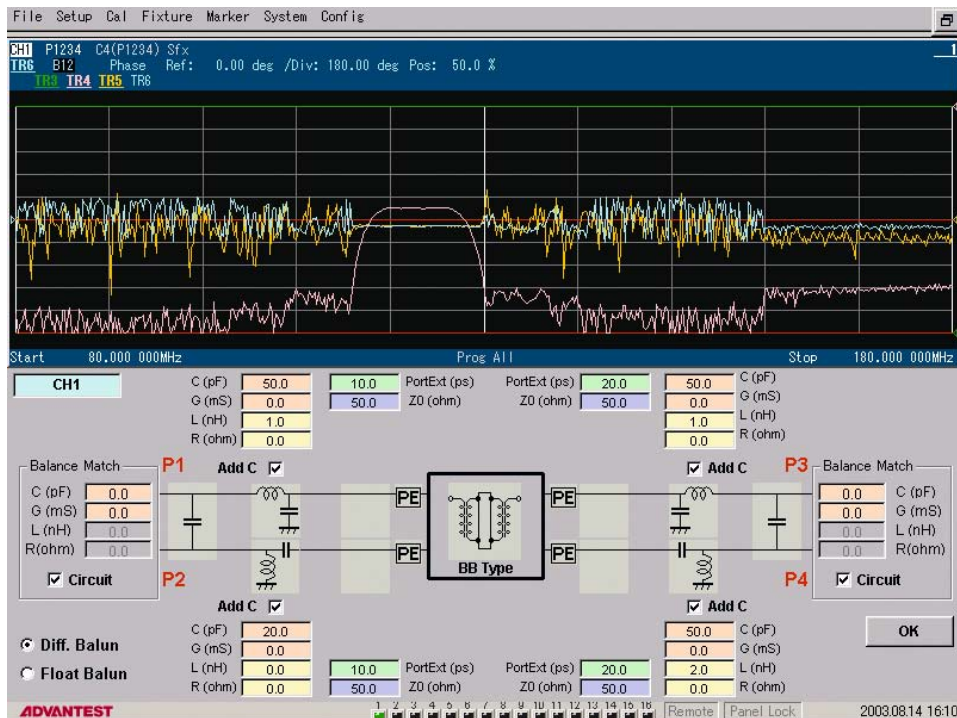 File Setup Cal Fixture Marker System Config
CH1 P1234 C4(P1234) Sfx 1
TR6 B12 Phase Ref: 0.00 deg /Div: 180.00 deg Pos: 50.0 %
TR3 TR4 TR5 TR6
Start 80.000 000MHz Prog All Stop 180.000 000MHz
CH1 C (pF) 50.0 10.0 PortExt (ps) PortExt (ps) 20.0 50.0 C (pF)
G (mS) 0.0 50.0 Z0 (ohm) Z0 (ohm) 50.0 0.0 G (mS)
L (nH) 1.0 1.0 L (nH)
R (ohm) 0.0 0.0 R (ohm)
Balance Match P1 Add C Add C P3 Balance Match
C (pF) 0.0 PE PE 0.0 C (pF)
G (mS) 0.0 0.0 G (mS)
L (nH) 0.0 0.0 L (nH)
R(ohm) 0.0 PE BB Type PE 0.0 R(ohm)
Circuit P2 P4 Circuit
Add C Add C
C (pF) 20.0 50.0 C (pF) OK
Diff. Balun G (mS) 0.0 0.0 G (mS)
Float Balun L (nH) 0.0 10.0 PortExt (ps) PortExt (ps) 20.0 2.0 L (nH)
R (ohm) 0.0 50.0 Z0 (ohm) Z0 (ohm) 50.0 0.0 R (ohm)
ADVANTEST 1 2 3 4 5 6 7 8 9 10 11 12 13 14 15 16 Remote Panel Lock 2003.08.14 16:10